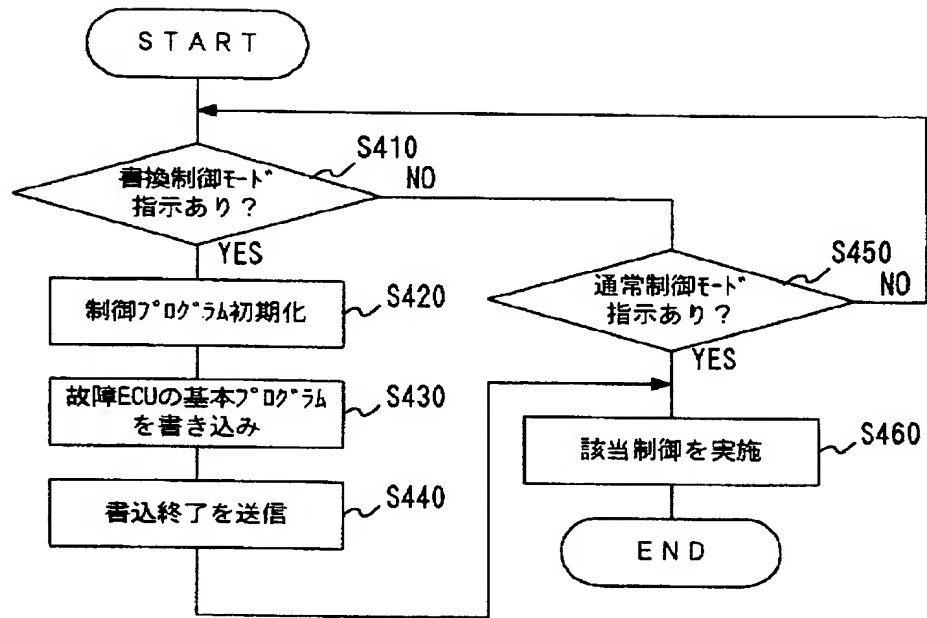 START
S410
書換制御ﾓｰﾄﾞ
指示あり？
NO
YES
S420
制御ﾌﾟﾛｸﾞﾗﾑ初期化
S430
故障ECUの基本ﾌﾟﾛｸﾞﾗﾑ
を書き込み
S440
書込終了を送信
S450
通常制御ﾓｰﾄﾞ
指示あり？
NO
YES
S460
該当制御を実施
END